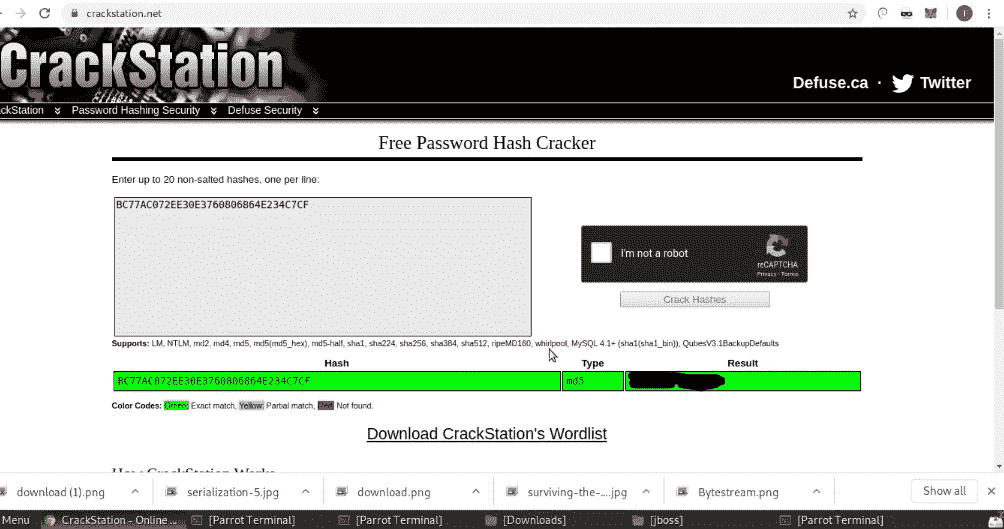 crackstation.net
CrackStation
Defuse.ca · Twitter
ckStation Password Hashing Security Defuse Security
Free Password Hash Cracker
Enter up to 20 non-salted hashes, one per line:
BC77AC072EE30E3760806864E234C7CF
I'm not a robot
reCAPTCHA
Privacy - Terms
Crack Hashes
Supports: LM, NTLM, md2, md4, md5, md5(md5_hex), md5-half, sha1, sha224, sha256, sha384, sha512, ripeMD160, whirlpool, MySQL 4.1+ (sha1(sha1_bin)), QubesV3.1BackupDefaults
Hash Type Result
BC77AC072EE30E3760806864E234C7CF md5
Color Codes: Green: Exact match, Yellow: Partial match, Red: Not found.
Download CrackStation's Wordlist
How CrackStation Works
download (1).png serialization-5.jpg download.png surviving-the-....jpg Bytestream.png Show all
Menu CrackStation - Online ... [Parrot Terminal] [Parrot Terminal] [Downloads] [jboss] [Parrot Terminal]